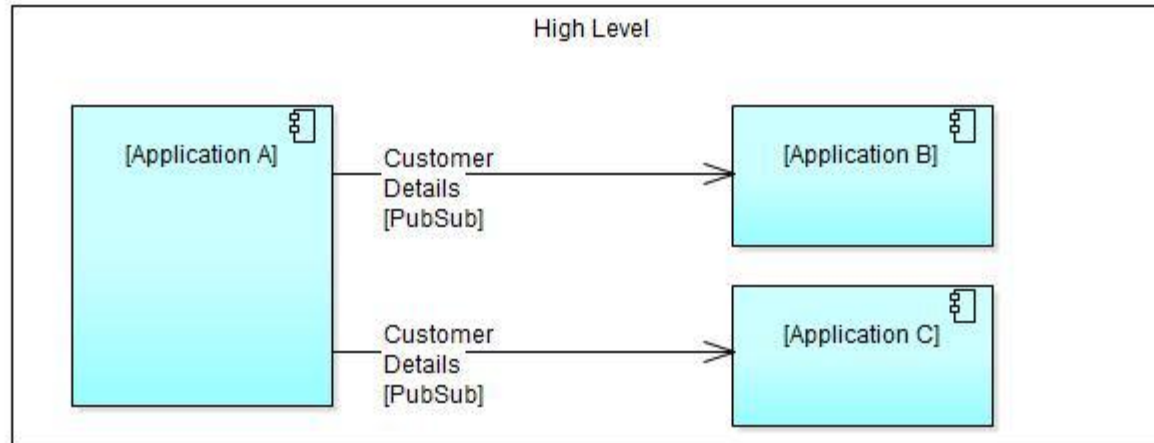 High Level
[Application A]
Customer
Details
[PubSub]
[Application B]
Customer
Details
[PubSub]
[Application C]